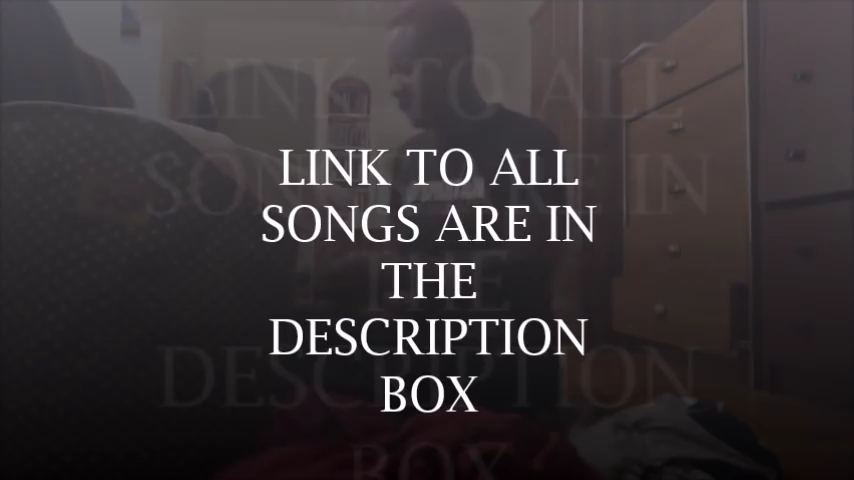 LINK TO ALL
SONGS ARE IN
THE
DESCRIPTION
BOX